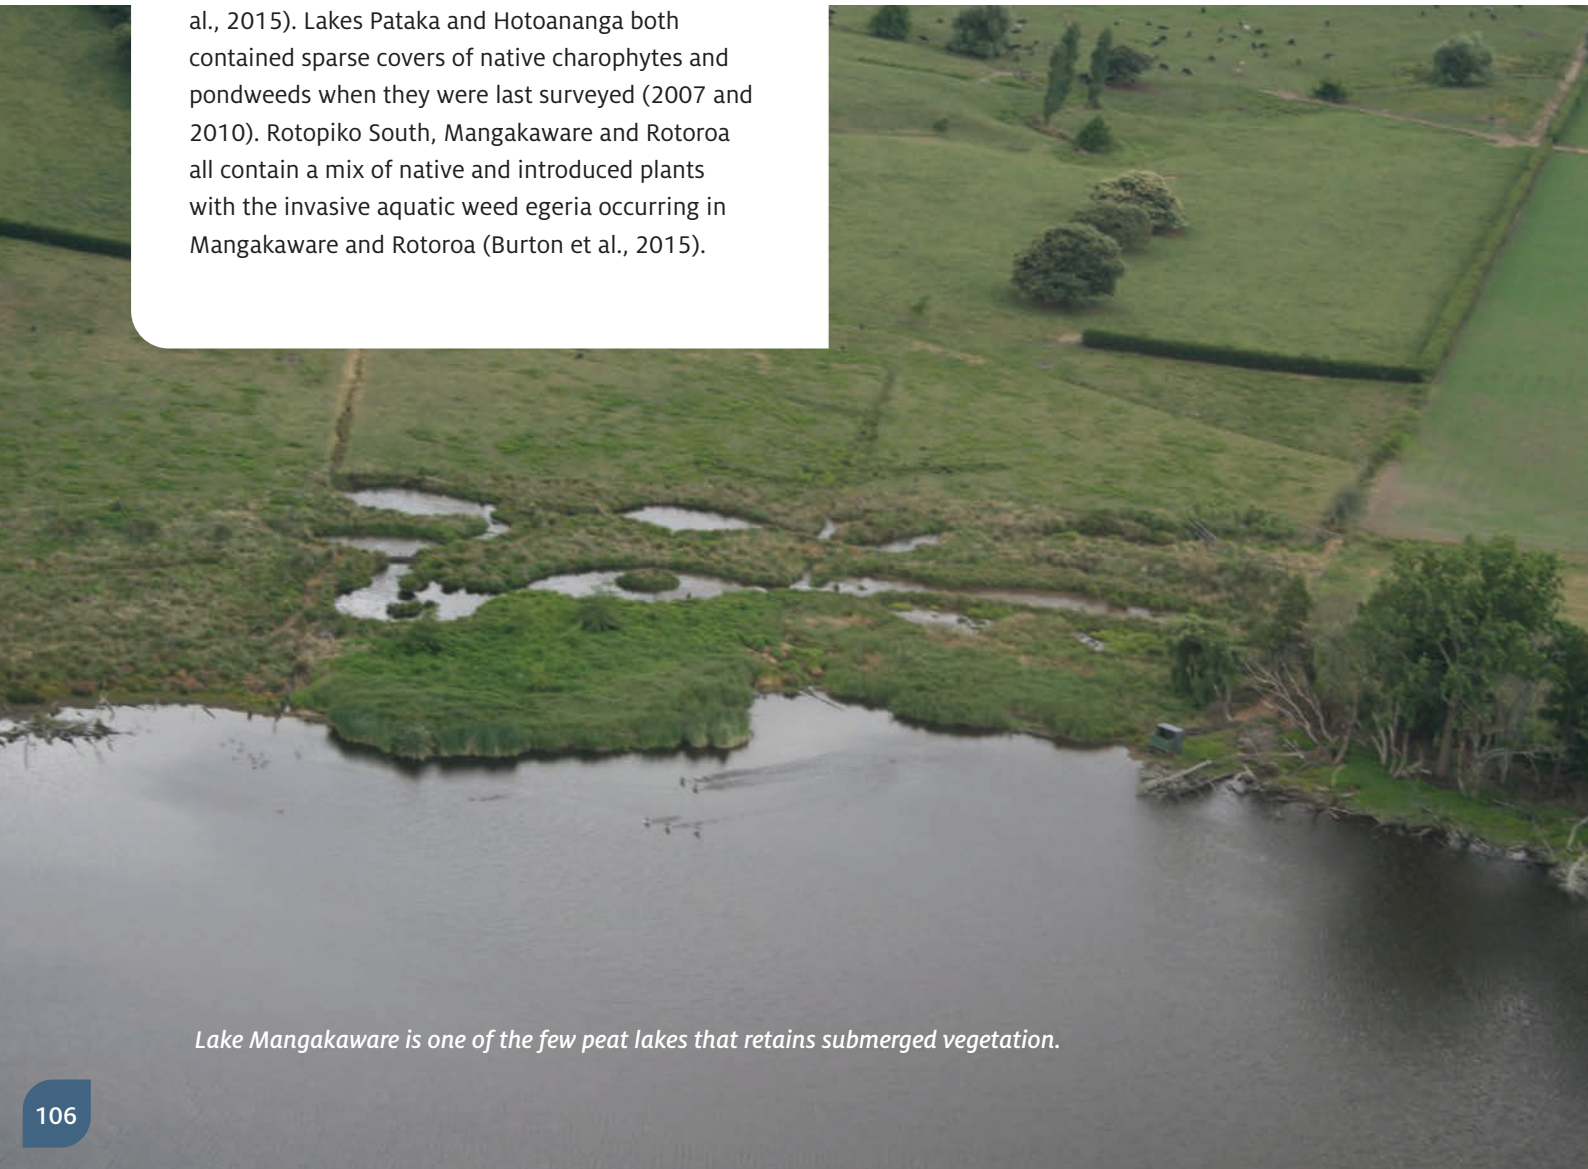 al., 2015). Lakes Pataka and Hotoananga both
contained sparse covers of native charophytes and
pondweeds when they were last surveyed (2007 and
2010). Rotopiko South, Mangakaware and Rotoroa
all contain a mix of native and introduced plants
with the invasive aquatic weed egeria occurring in
Mangakaware and Rotoroa (Burton et al., 2015).
Lake Mangakaware is one of the few peat lakes that retains submerged vegetation.
106